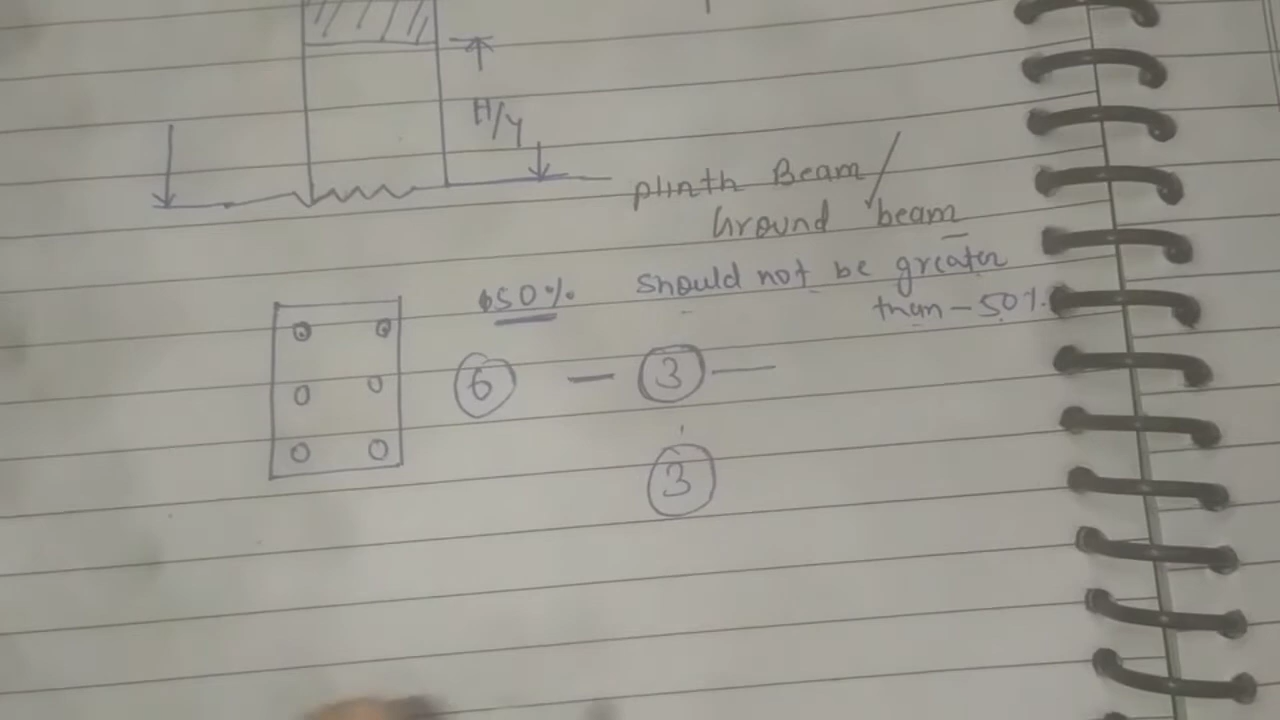 H/4
plinth Beam/
Ground beam
50% should not be greater
than - 50%.
6 - 3 -
3